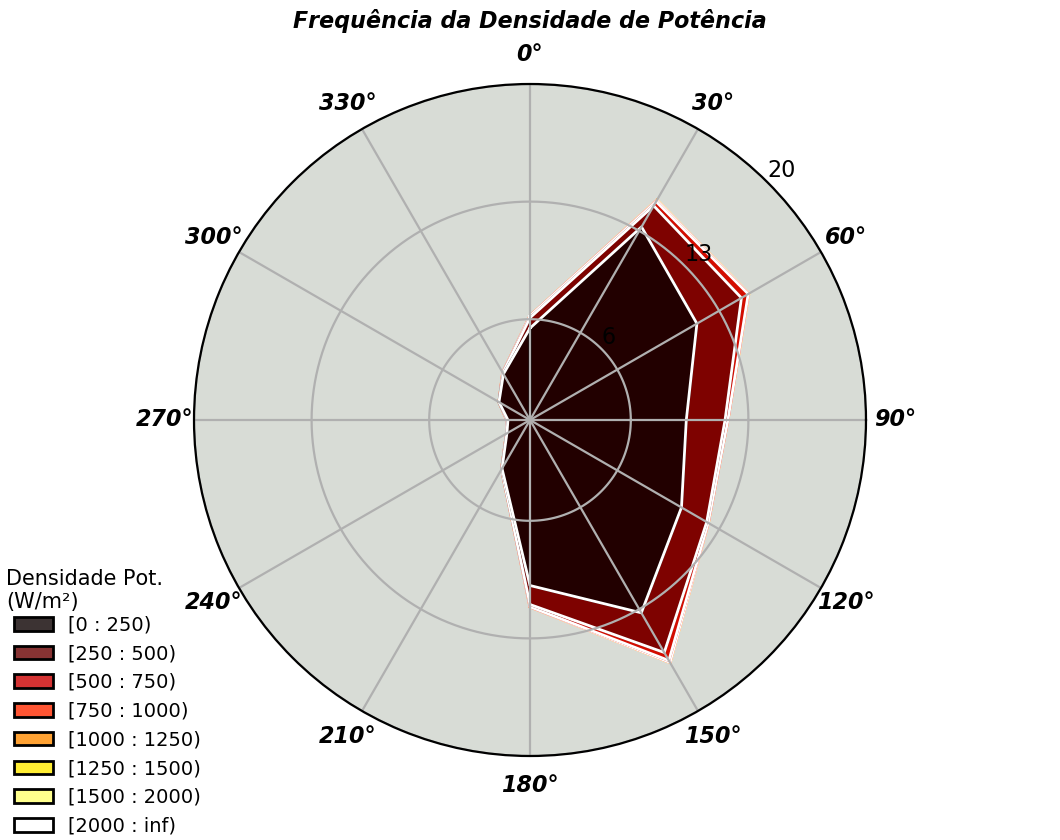 Frequência da Densidade de Potência
0°
330°
30°
20
300°
60°
13
6
270°
90°
240°
120°
210°
150°
180°
Densidade Pot.
(W/m²)
[0 : 250)
[250 : 500)
[500 : 750)
[750 : 1000)
[1000 : 1250)
[1250 : 1500)
[1500 : 2000)
[2000 : inf)